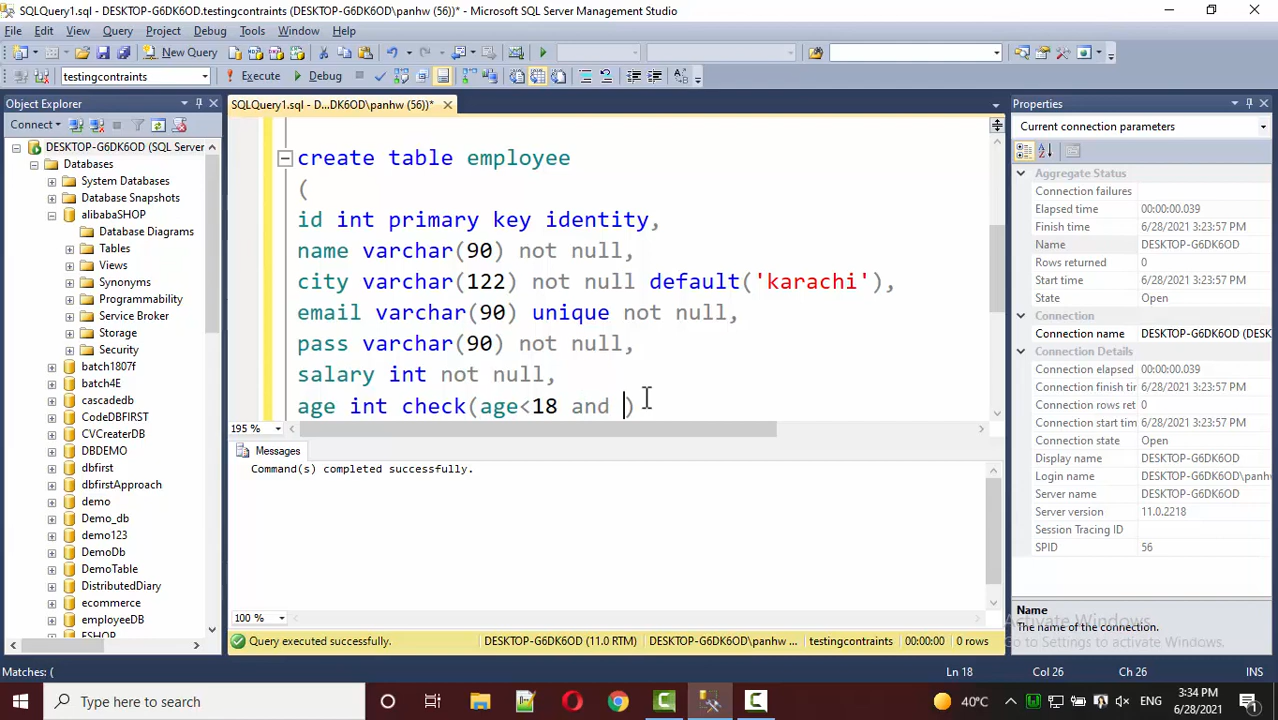 SQLQuery1.sql - DESKTOP-G6DK6OD.testingcontraints (DESKTOP-G6DK6OD\panhw (56))* - Microsoft SQL Server Management Studio
File Edit View Query Project Debug Tools Window Help
New Query
testingcontraints Execute Debug
Object Explorer
Connect
DESKTOP-G6DK6OD (SQL Server
Databases
System Databases
Database Snapshots
alibabaSHOP
Database Diagrams
Tables
Views
Synonyms
Programmability
Service Broker
Storage
Security
batch1807f
batch4E
cascadedb
CodeDBFIRST
CVCreaterDB
DBDEMO
dbfirst
dbfirstApproach
demo
Demo_db
demo123
DemoDb
DemoTable
DistributedDiary
ecommerce
employeeDB
ESHOP
SQLQuery1.sql - D...DK6OD\panhw (56))*
create table employee
(
id int primary key identity,
name varchar(90) not null,
city varchar(122) not null default('karachi'),
email varchar(90) unique not null,
pass varchar(90) not null,
salary int not null,
age int check(age<18 and )
195 %
Messages
Command(s) completed successfully.
100 %
Query executed successfully. DESKTOP-G6DK6OD (11.0 RTM) DESKTOP-G6DK6OD\panhw ... testingcontraints 00:00:00 0 rows
Properties
Current connection parameters
Aggregate Status
Connection failures
Elapsed time 00:00:00.039
Finish time 6/28/2021 3:23:57 PM
Name DESKTOP-G6DK6OD
Rows returned 0
Start time 6/28/2021 3:23:57 PM
State Open
Connection
Connection name DESKTOP-G6DK6OD (DES
Connection Details
Connection elapsed 00:00:00.039
Connection finish tim 6/28/2021 3:23:57 PM
Connection rows ret 0
Connection start time 6/28/2021 3:23:57 PM
Connection state Open
Display name DESKTOP-G6DK6OD
Login name DESKTOP-G6DK6OD\pan
Server name DESKTOP-G6DK6OD
Server version 11.0.2218
Session Tracing ID
SPID 56
Name
The name of the connection.
Activate Windows
Go to Settings to activate Windows.
Matches: ( Ln 18 Col 26 Ch 26 INS
Type here to search
40°C ENG 3:34 PM
6/28/2021
1